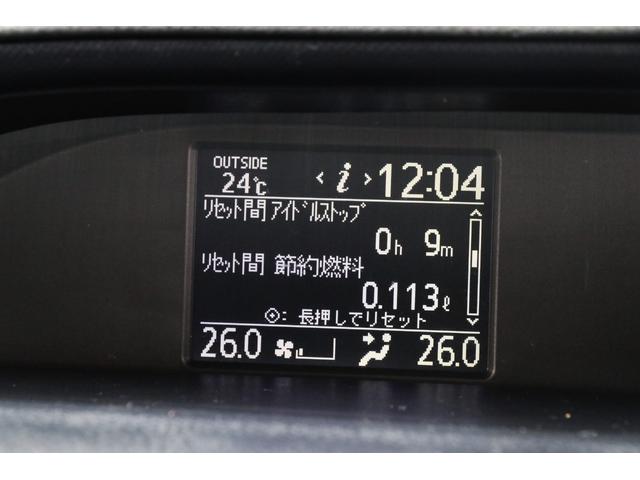 OUTSIDE
24℃ < i > 12:04
リセット間 アイドルストップ
0h 9m
リセット間 節約燃料
0.113ℓ
: 長押しでリセット
26.0 26.0